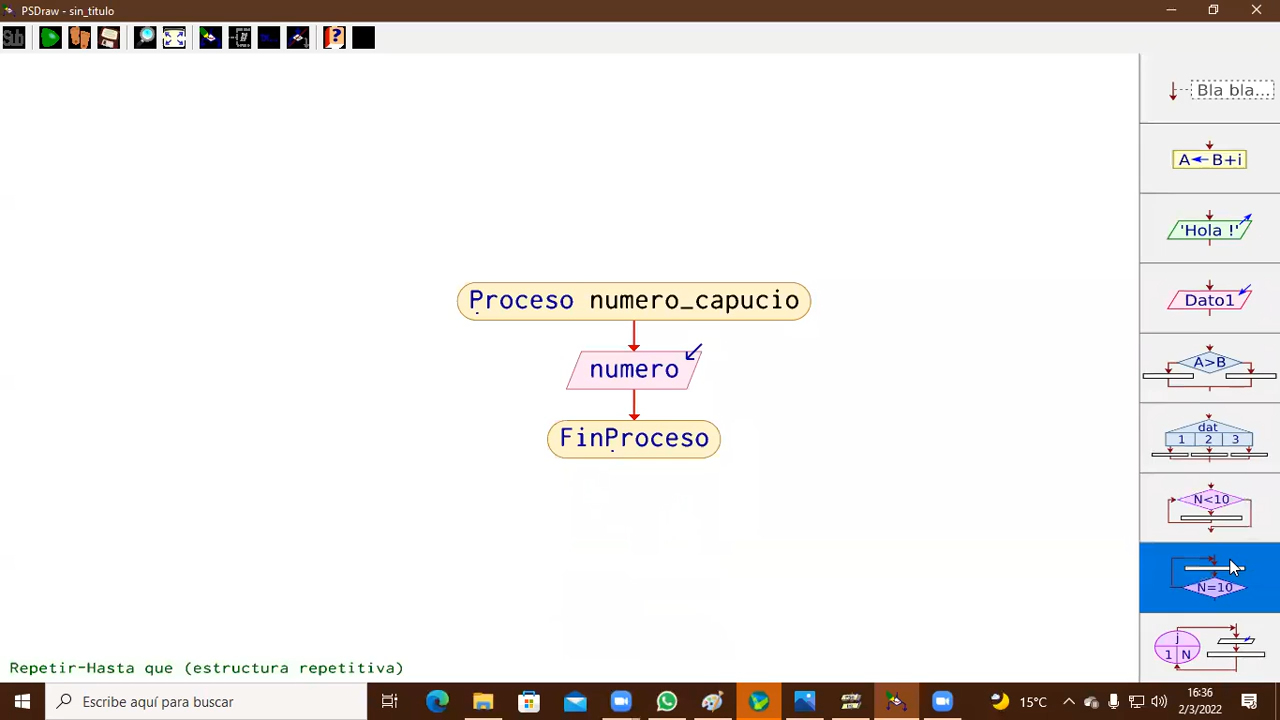 PSDraw - sin_titulo
Sub
Bla bla...
A B+i
'Hola !'
Dato1
A>B
dat
1 2 3
N<10
N=10
j
1 N
Proceso numero_capucio
numero
FinProceso
Repetir-Hasta que (estructura repetitiva)
Escribe aquí para buscar
15°C
16:36
2/3/2022